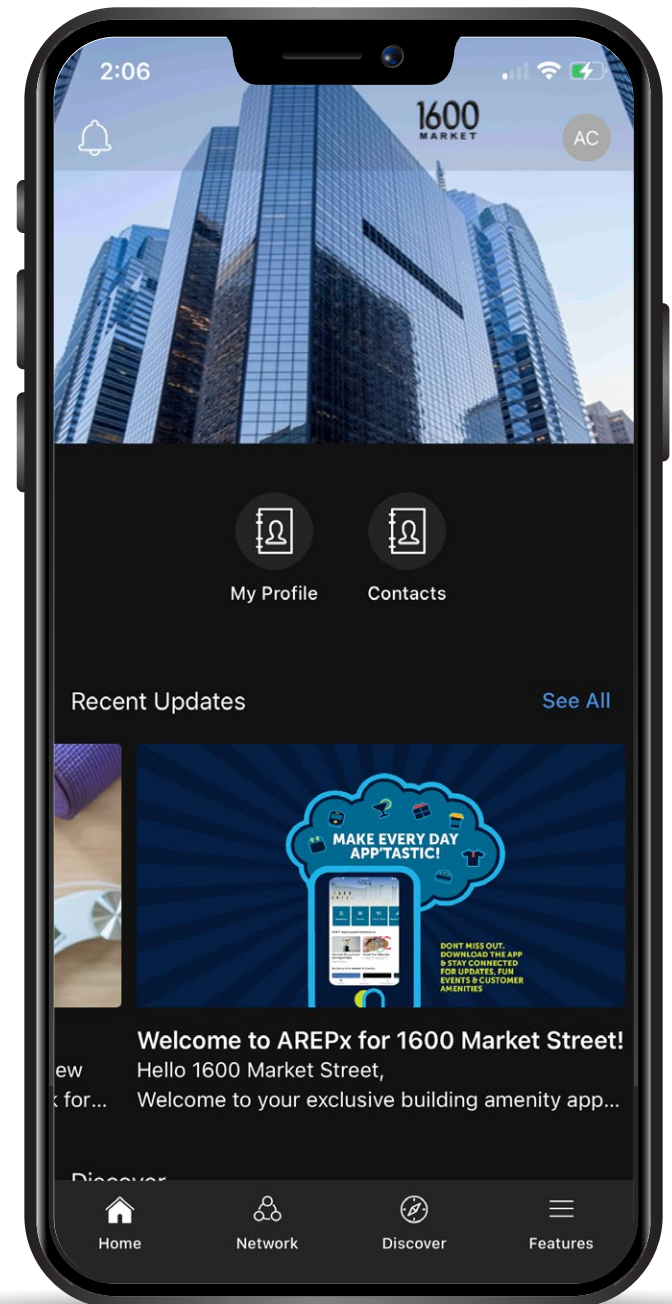 2:06
1600
MARKET
AC
My Profile
Contacts
Recent Updates
See All
MAKE EVERY DAY
APP'TASTIC!
DONT MISS OUT.
DOWNLOAD THE APP
& STAY CONNECTED
FOR UPDATES, FUN
EVENTS & CUSTOMER
AMENITIES
Welcome to AREPx for 1600 Market Street!
ew
Hello 1600 Market Street,
for...
Welcome to your exclusive building amenity app...
Discover
Home
Network
Discover
Features